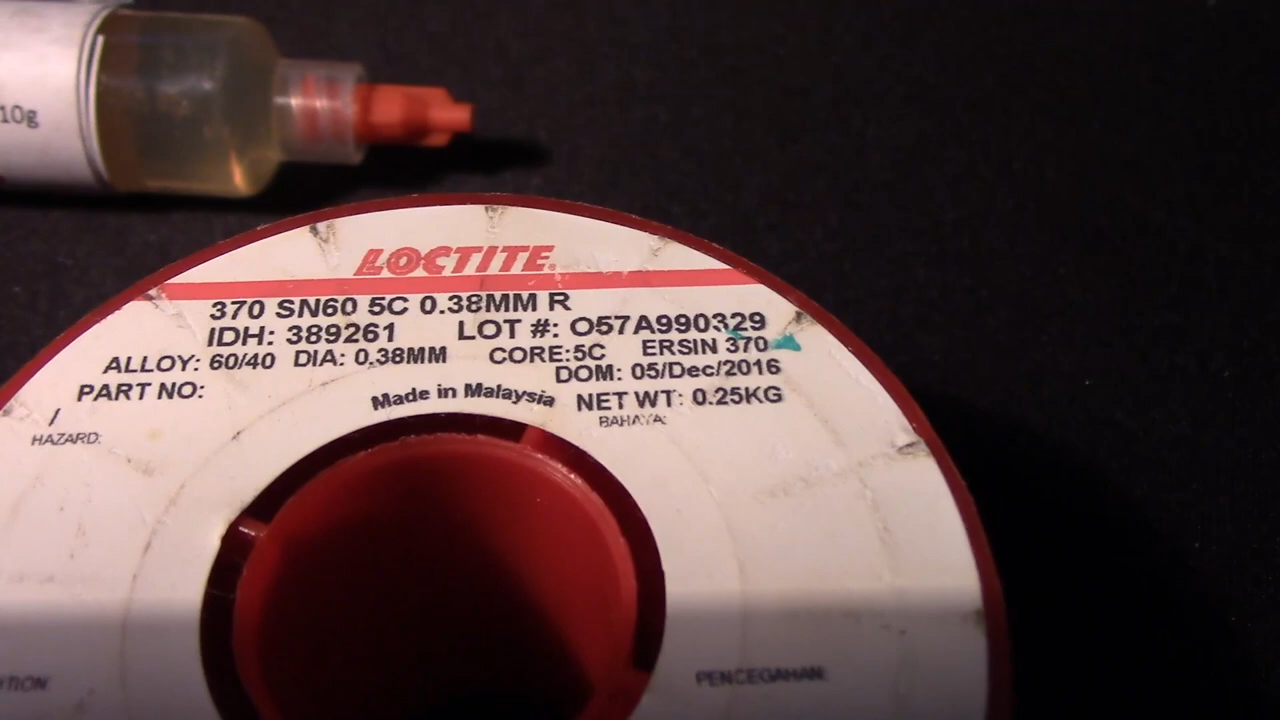 10g
LOCTITE.
370 SN60 5C 0.38MM R
IDH: 389261 LOT #: O57A990329
ALLOY: 60/40 DIA: 0.38MM CORE:5C ERSIN 370
DOM: 05/Dec/2016
PART NO: Made in Malaysia NET WT: 0.25KG
/
HAZARD: BAHAYA:
PENCEGAHAN: